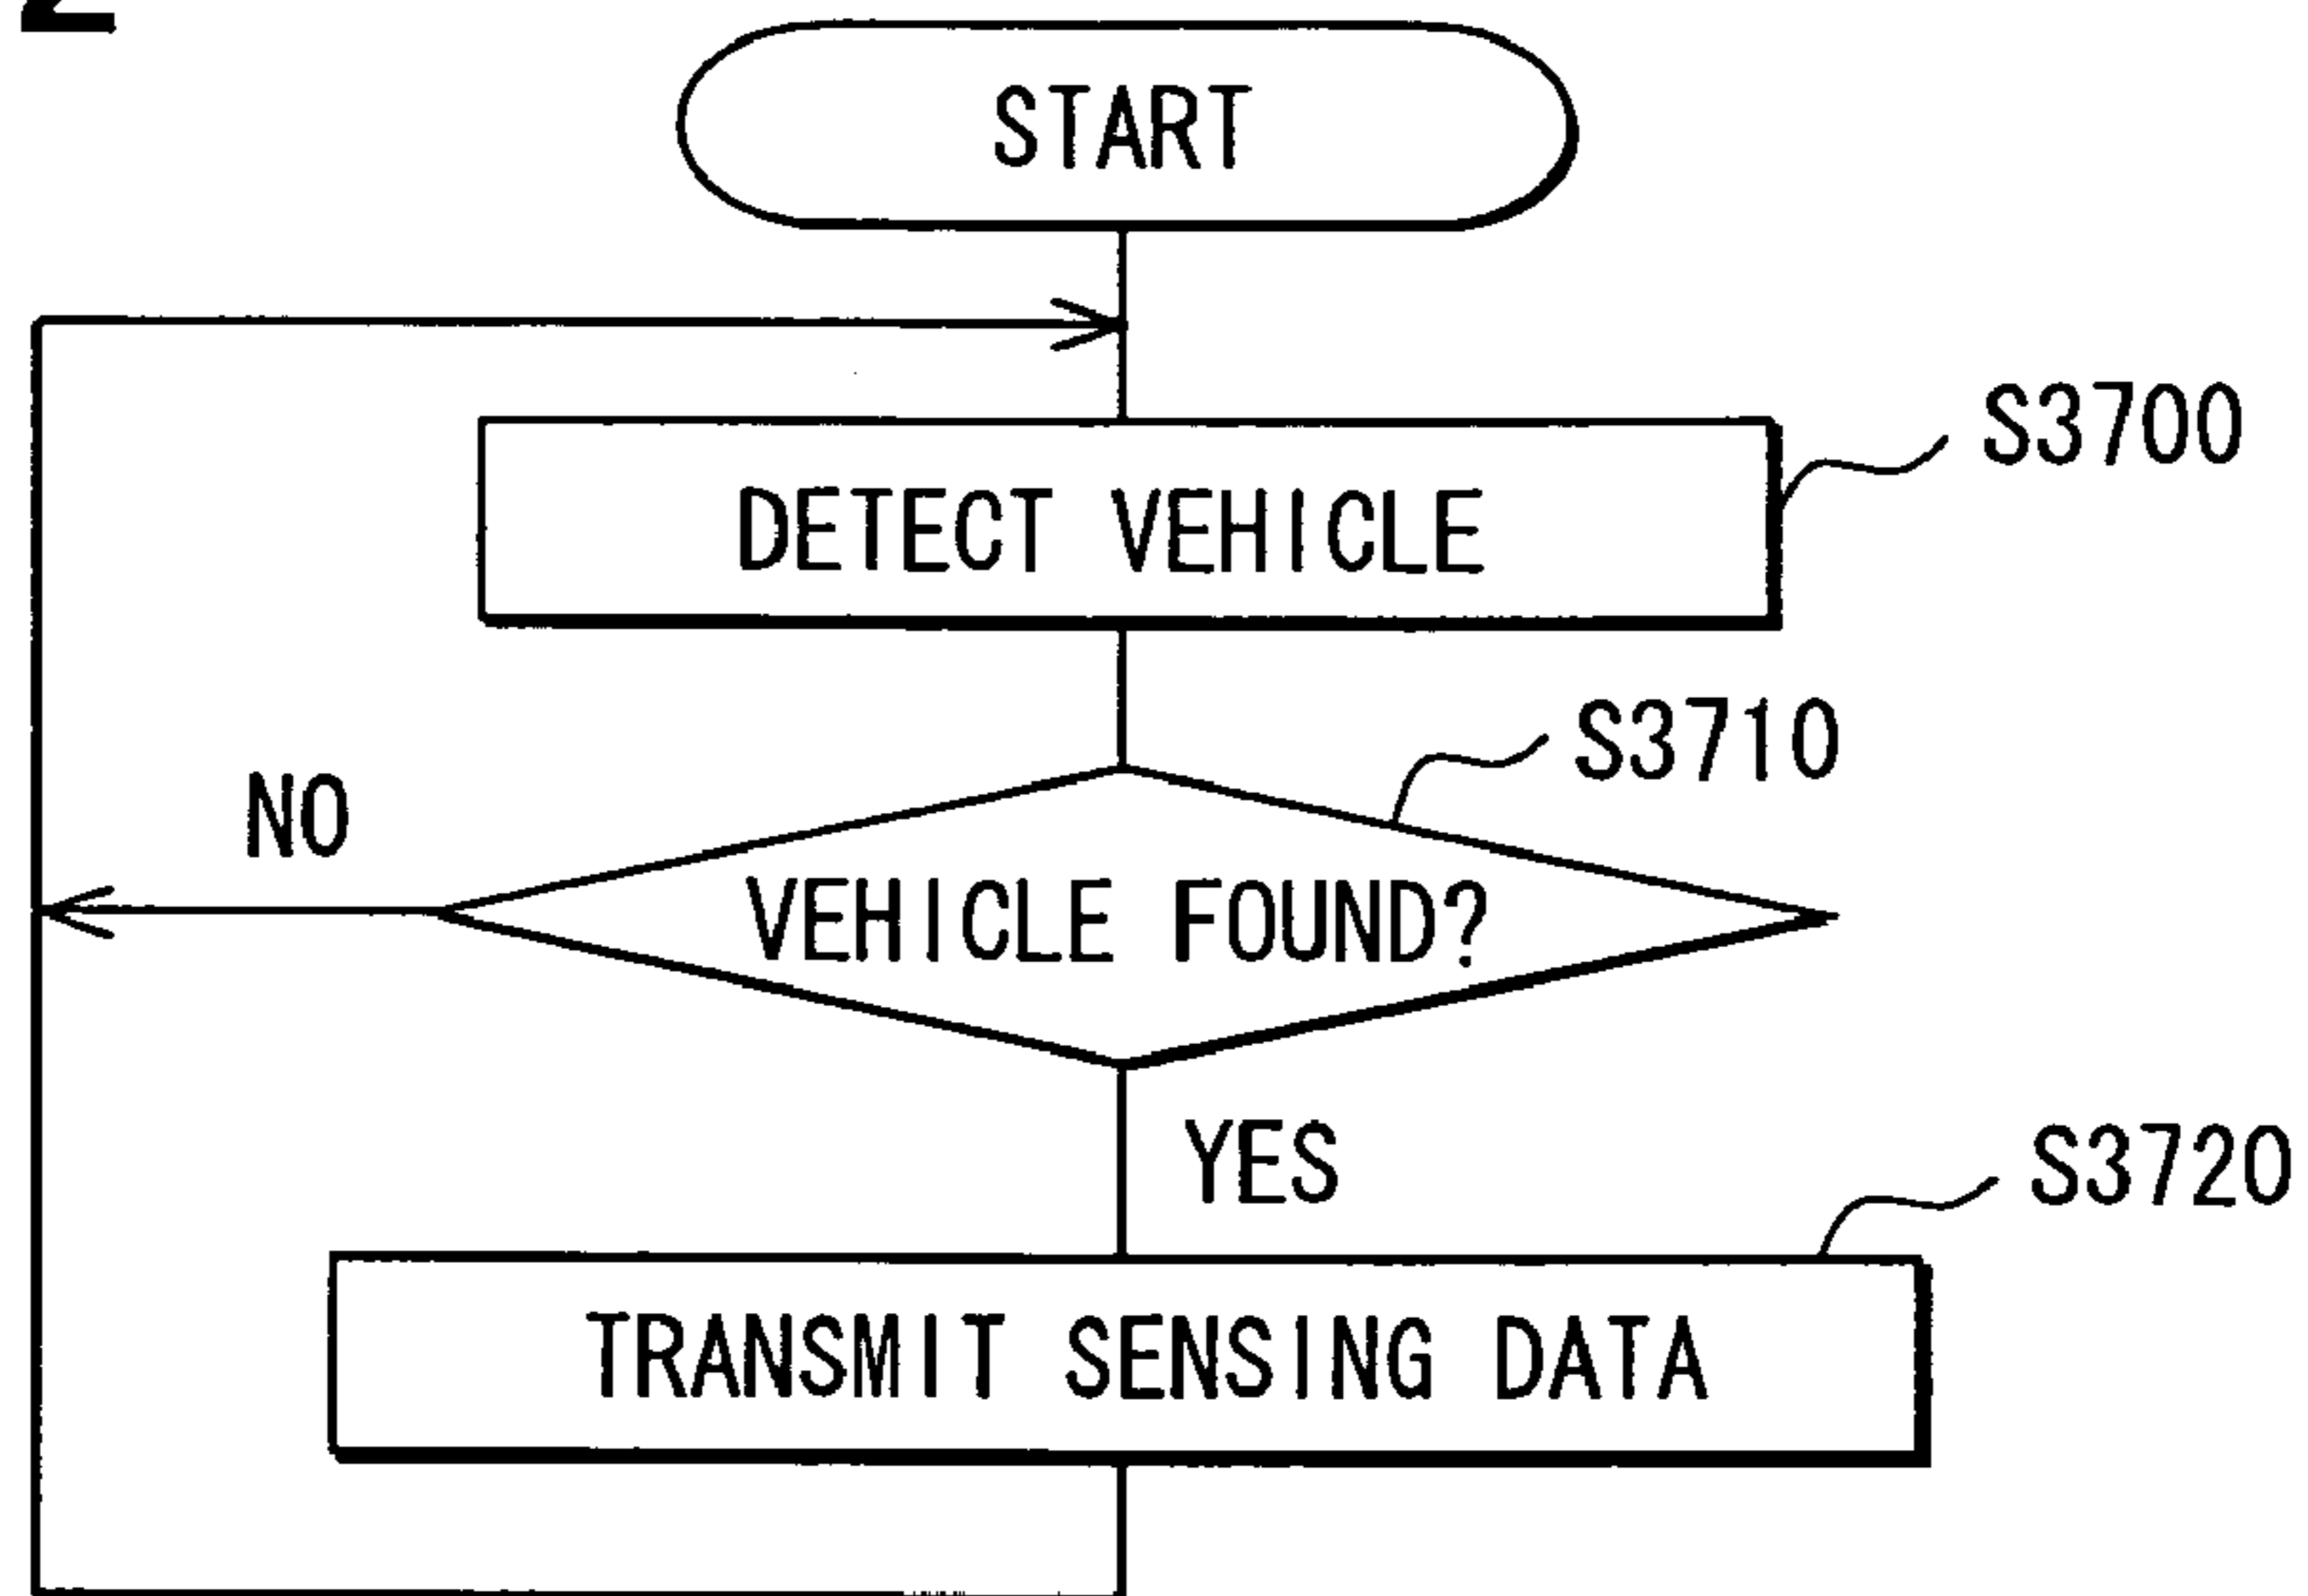 START
S3700
DETECT VEHICLE
S3710
NO
VEHICLE FOUND?
YES
S3720
TRANSMIT SENSING DATA